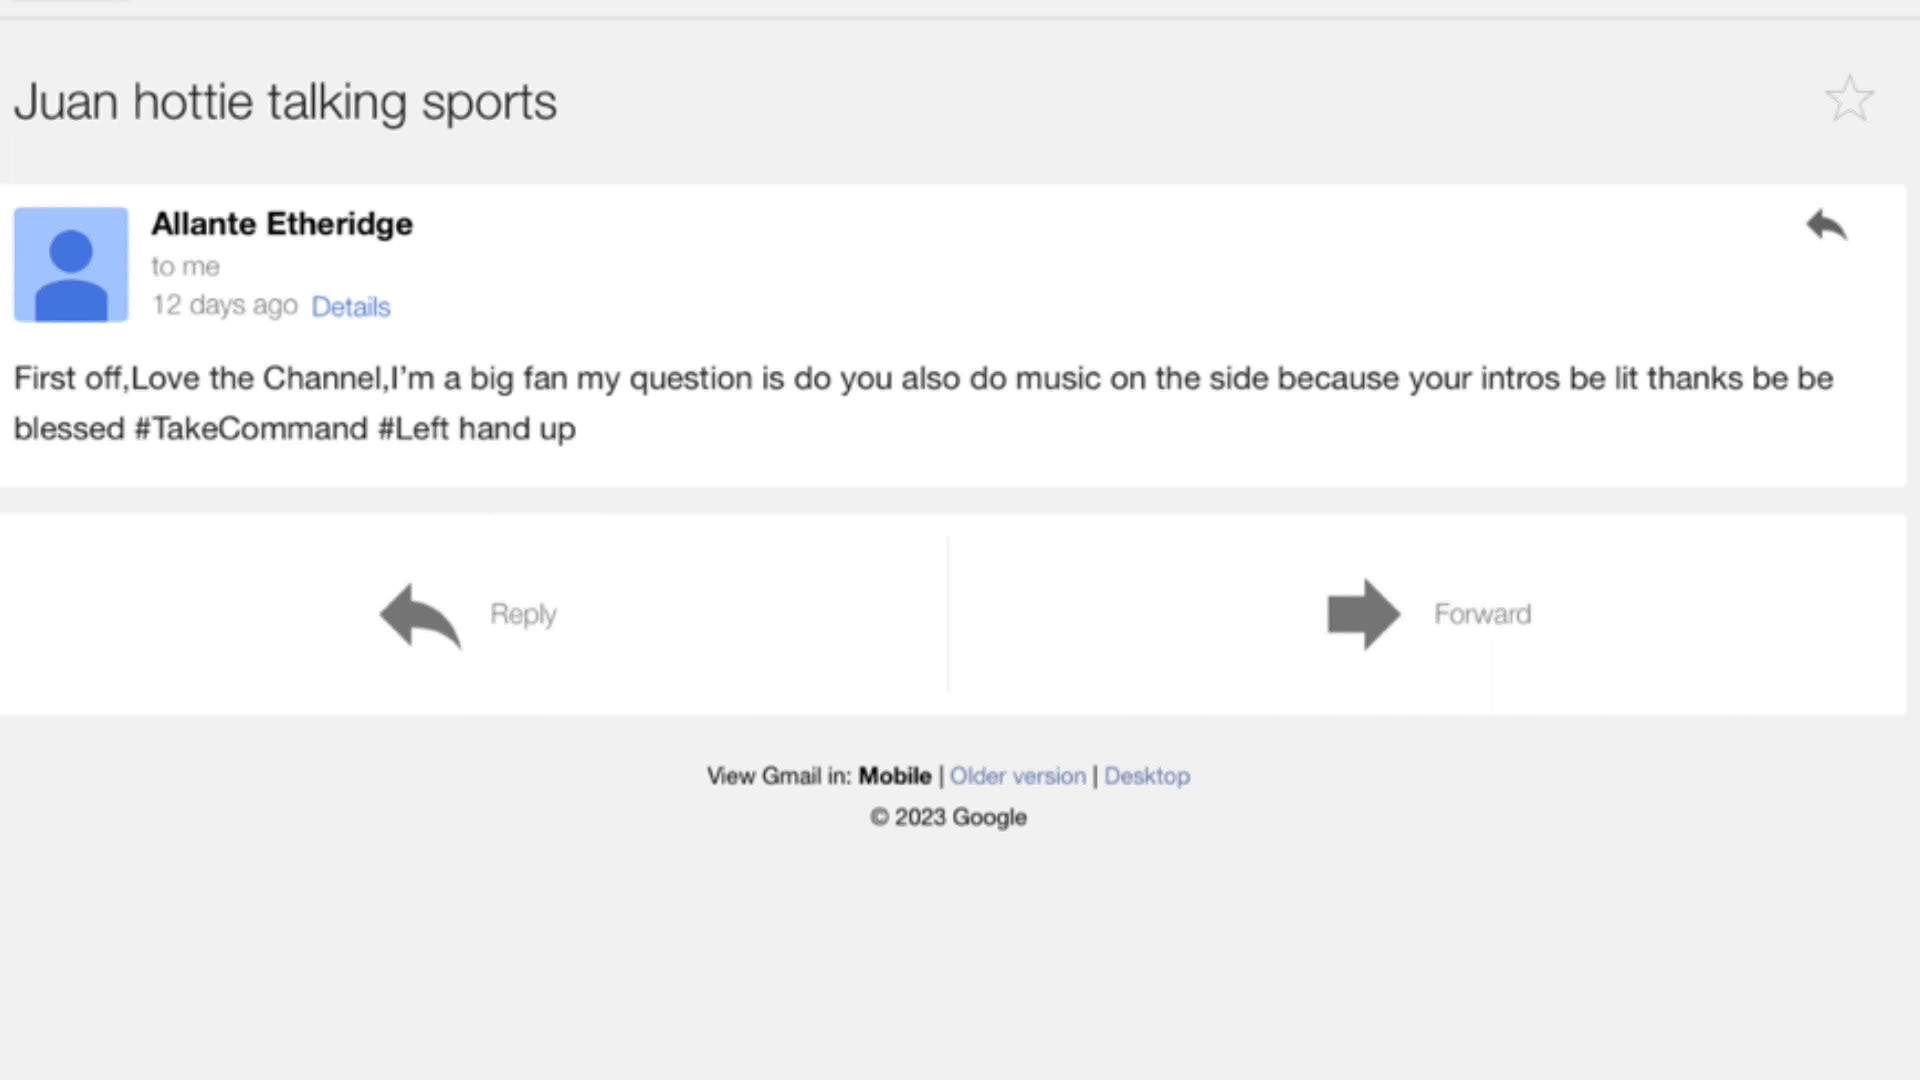 Juan hottie talking sports
Allante Etheridge
to me
12 days ago Details
First off,Love the Channel,I'm a big fan my question is do you also do music on the side because your intros be lit thanks be be
blessed #TakeCommand #Left hand up
Reply
Forward
View Gmail in: Mobile | Older version | Desktop
© 2023 Google